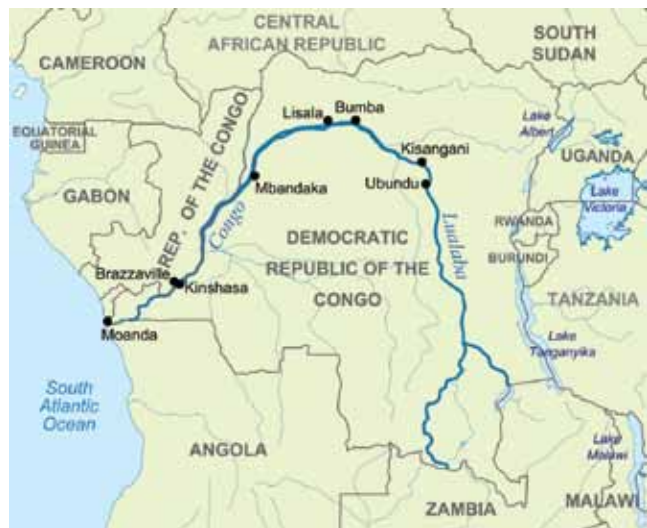 CENTRAL
AFRICAN REPUBLIC
SOUTH
SUDAN
CAMEROON
Lisala
Bumba
Lake
Albert
EQUATORIAL
GUINEA
REP. OF THE CONGO
Kisangani
UGANDA
GABON
Mbandaka
Ubundu
Lake
Victoria
Congo
Lualaba
RWANDA
DEMOCRATIC
REPUBLIC OF THE
CONGO
BURUNDI
Brazzaville
Kinshasa
TANZANIA
Moanda
Lake
Tanganyika
South
Atlantic
Ocean
ANGOLA
Lake
Malawi
ZAMBIA
MALAWI